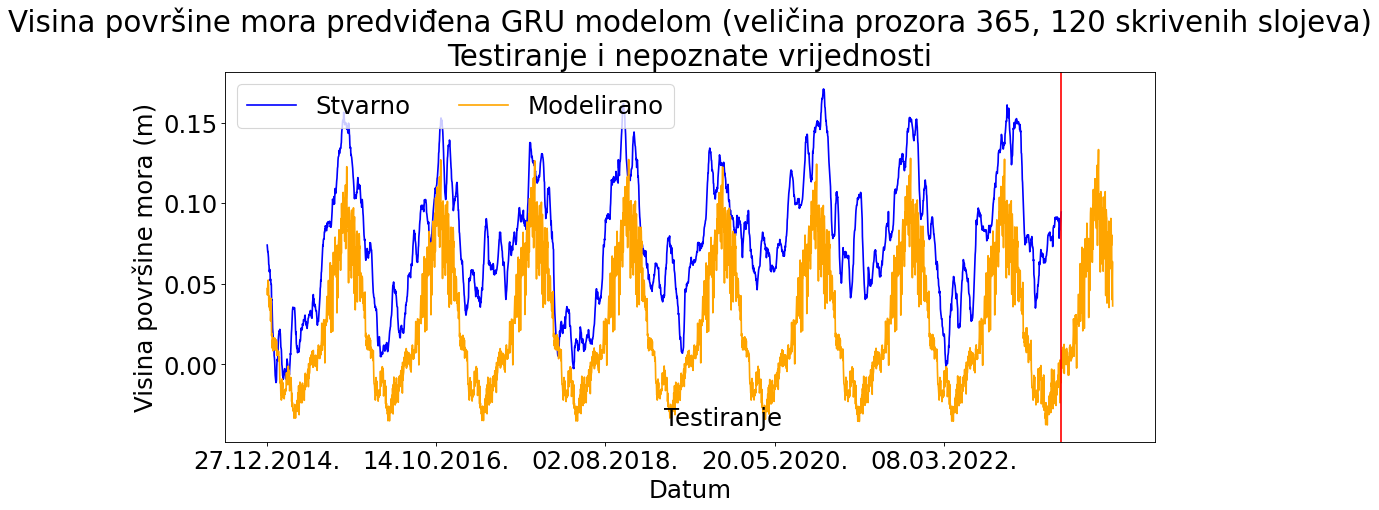 Visina površine mora predviđena GRU modelom (veličina prozora 365, 120 skrivenih slojeva)
Testiranje i nepoznate vrijednosti
Stvarno Modelirano
Visina površine mora (m)
0.15
0.10
0.05
0.00
Testiranje
27.12.2014. 14.10.2016. 02.08.2018. 20.05.2020. 08.03.2022.
Datum